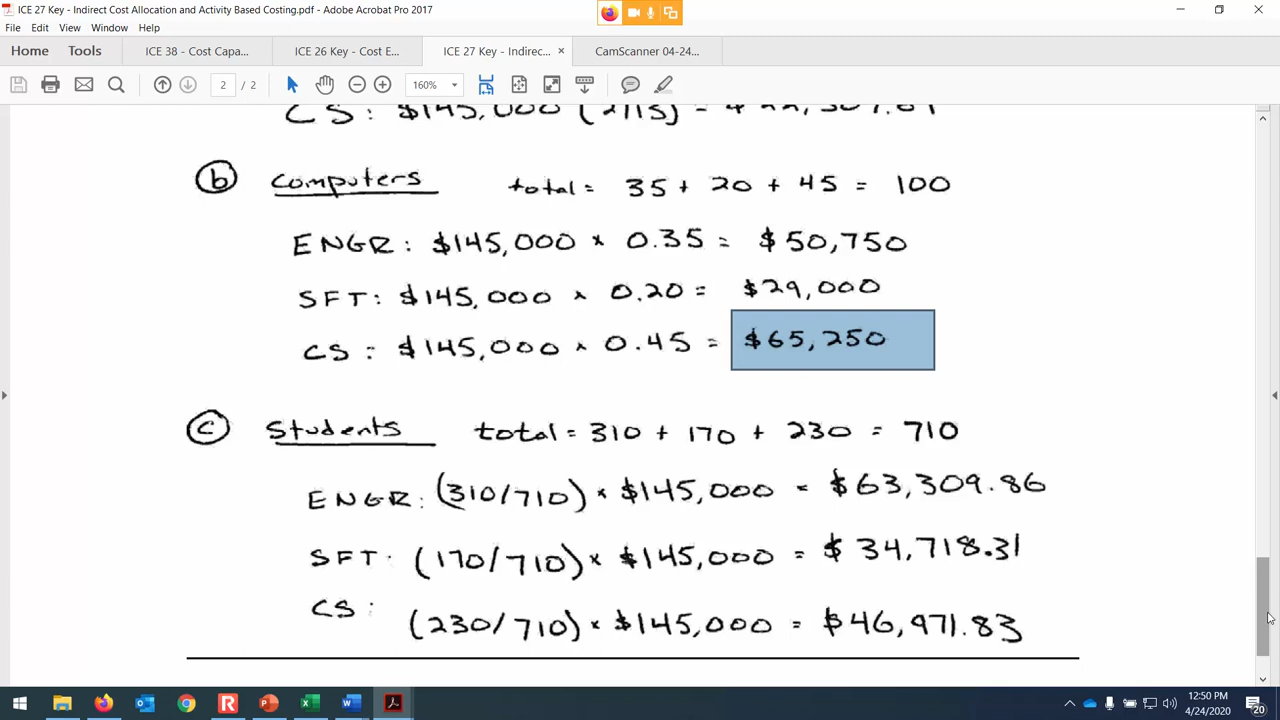 ICE 27 Key - Indirect Cost Allocation and Activity Based Costing.pdf - Adobe Acrobat Pro 2017
File Edit View Window Help
Home Tools ICE 38 - Cost Capa... ICE 26 Key - Cost E... ICE 27 Key - Indirec... × CamScanner 04-24...
2 / 2 160%
CS: $145,000
b Computers total= 35 + 20 + 45 = 100
ENGR: $145,000 × 0.35 = $50,750
SFT: $145,000 × 0.20 = $29,000
CS: $145,000 × 0.45 = $65,250
c Students total = 310 + 170 + 230 = 710
ENGR: (310/710) × $145,000 = $63,309.86
SFT: (170/710) × $145,000 = $34,718.31
CS: (230/710) × $145,000 = $46,971.83
12:50 PM
4/24/2020
20